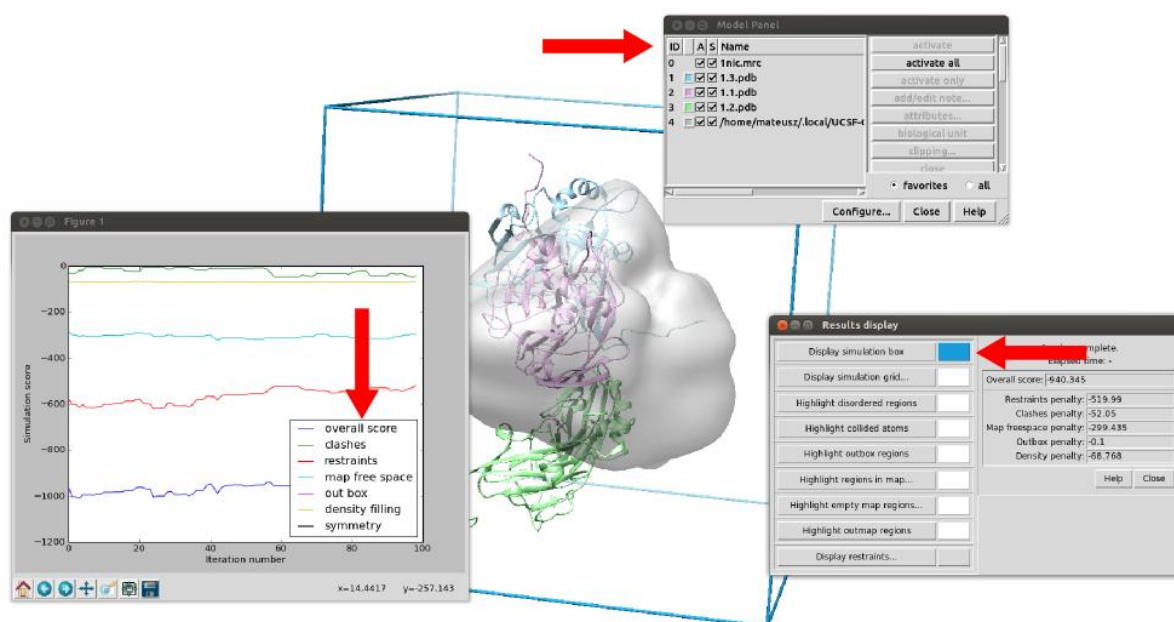 Model Panel
ID A S Name
0 1nic.mrc
1 1.3.pdb
2 1.1.pdb
3 1.2.pdb
4 /home/mateusz/.local/UCSF-
activate
activate all
activate only
add/edit note...
attributes...
biological unit
clipping...
close
favorites all
Configure... Close Help
Figure 1
0
−200
−400
−600
−800
−1000
−1200
Simulation score
overall score
clashes
restraints
map free space
out box
density filling
symmetry
0 20 40 60 80 100
Iteration number
x=14.4417 y=-257.143
Results display
Display simulation box
Display simulation grid...
Highlight disordered regions
Highlight collided atoms
Highlight outbox regions
Highlight regions in map...
Highlight empty map regions...
Highlight outmap regions
Display restraints...
Elapsed time: -
Overall score: -940.345
Restraints penalty: -519.99
Clashes penalty: -52.05
Map freespace penalty: -299.435
Outbox penalty: -0.1
Density penalty: -68.768
Help Close